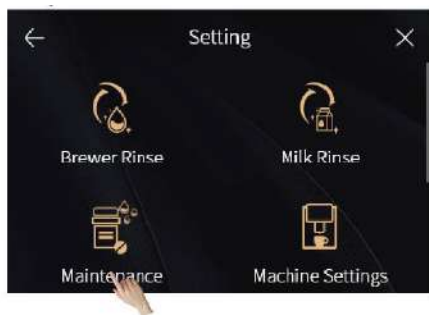 Setting
Brewer Rinse
Milk Rinse
Maintenance
Machine Settings